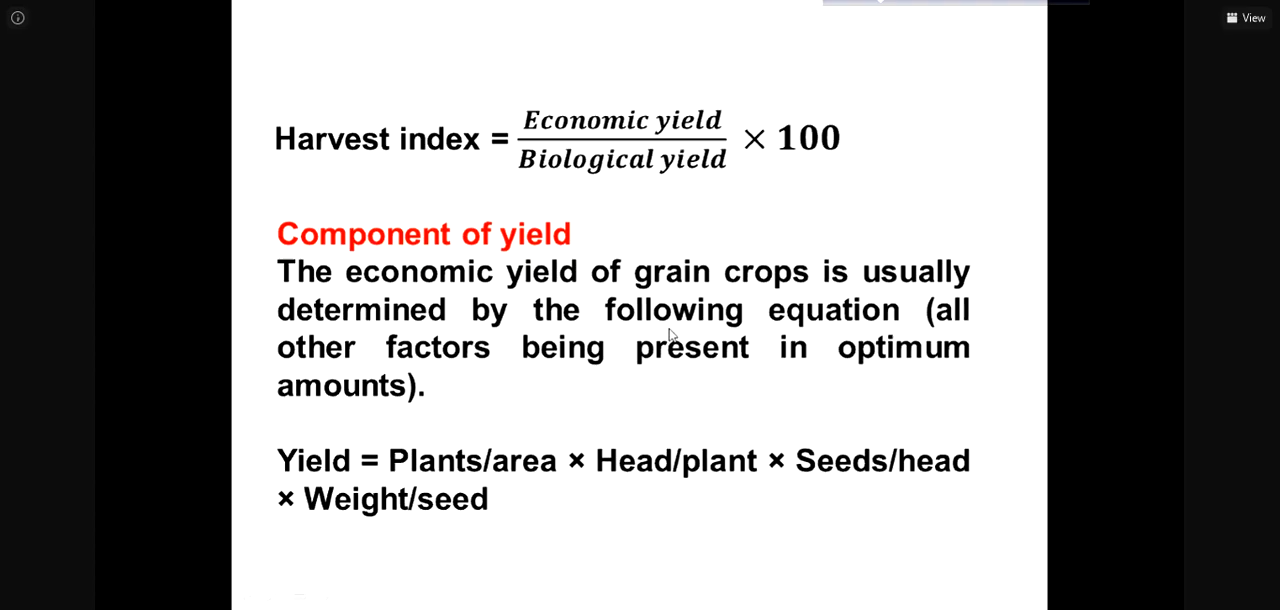 View
Harvest index = Economic yield / Biological yield × 100
Component of yield
The economic yield of grain crops is usually
determined by the following equation (all
other factors being present in optimum
amounts).
Yield = Plants/area × Head/plant × Seeds/head
× Weight/seed